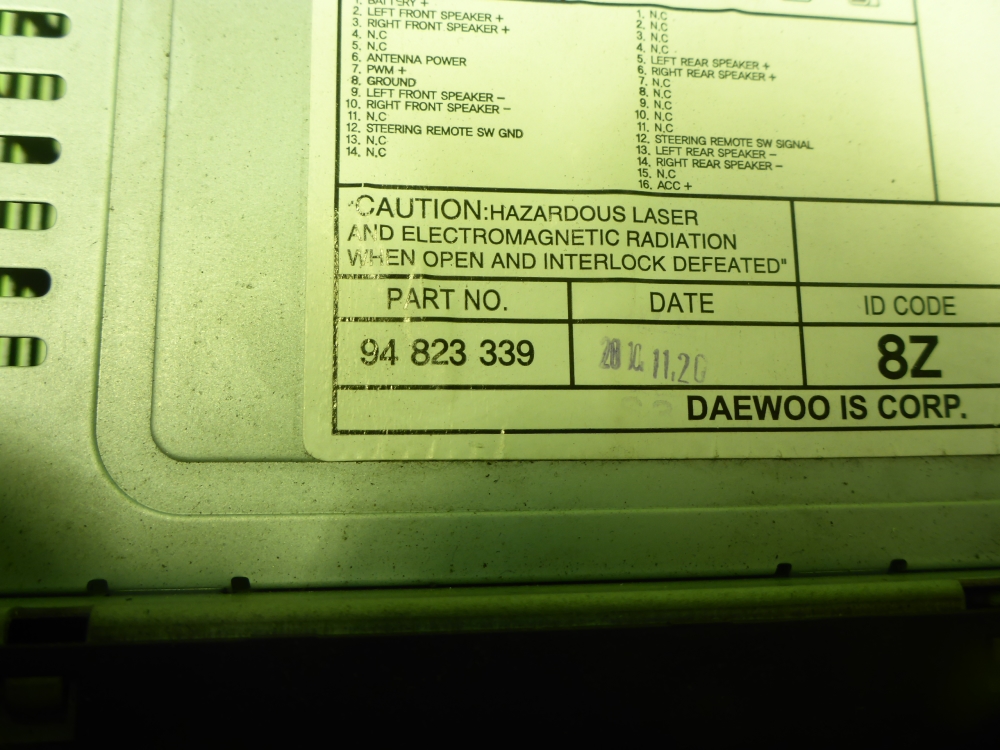 1. BATTERY +
2. LEFT FRONT SPEAKER +
3. RIGHT FRONT SPEAKER +
4. N.C
5. N.C
6. ANTENNA POWER
7. PWM +
8. GROUND
9. LEFT FRONT SPEAKER –
10. RIGHT FRONT SPEAKER –
11. N.C
12. STEERING REMOTE SW GND
13. N.C
14. N.C
1. N.C
2. N.C
3. N.C
4. N.C
5. LEFT REAR SPEAKER +
6. RIGHT REAR SPEAKER +
7. N.C
8. N.C
9. N.C
10. N.C
11. N.C
12. STEERING REMOTE SW SIGNAL
13. LEFT REAR SPEAKER –
14. RIGHT REAR SPEAKER –
15. N.C
16. ACC +
"CAUTION:HAZARDOUS LASER
AND ELECTROMAGNETIC RADIATION
WHEN OPEN AND INTERLOCK DEFEATED"
PART NO. DATE ID CODE
94 823 339 11.20 8Z
DAEWOO IS CORP.